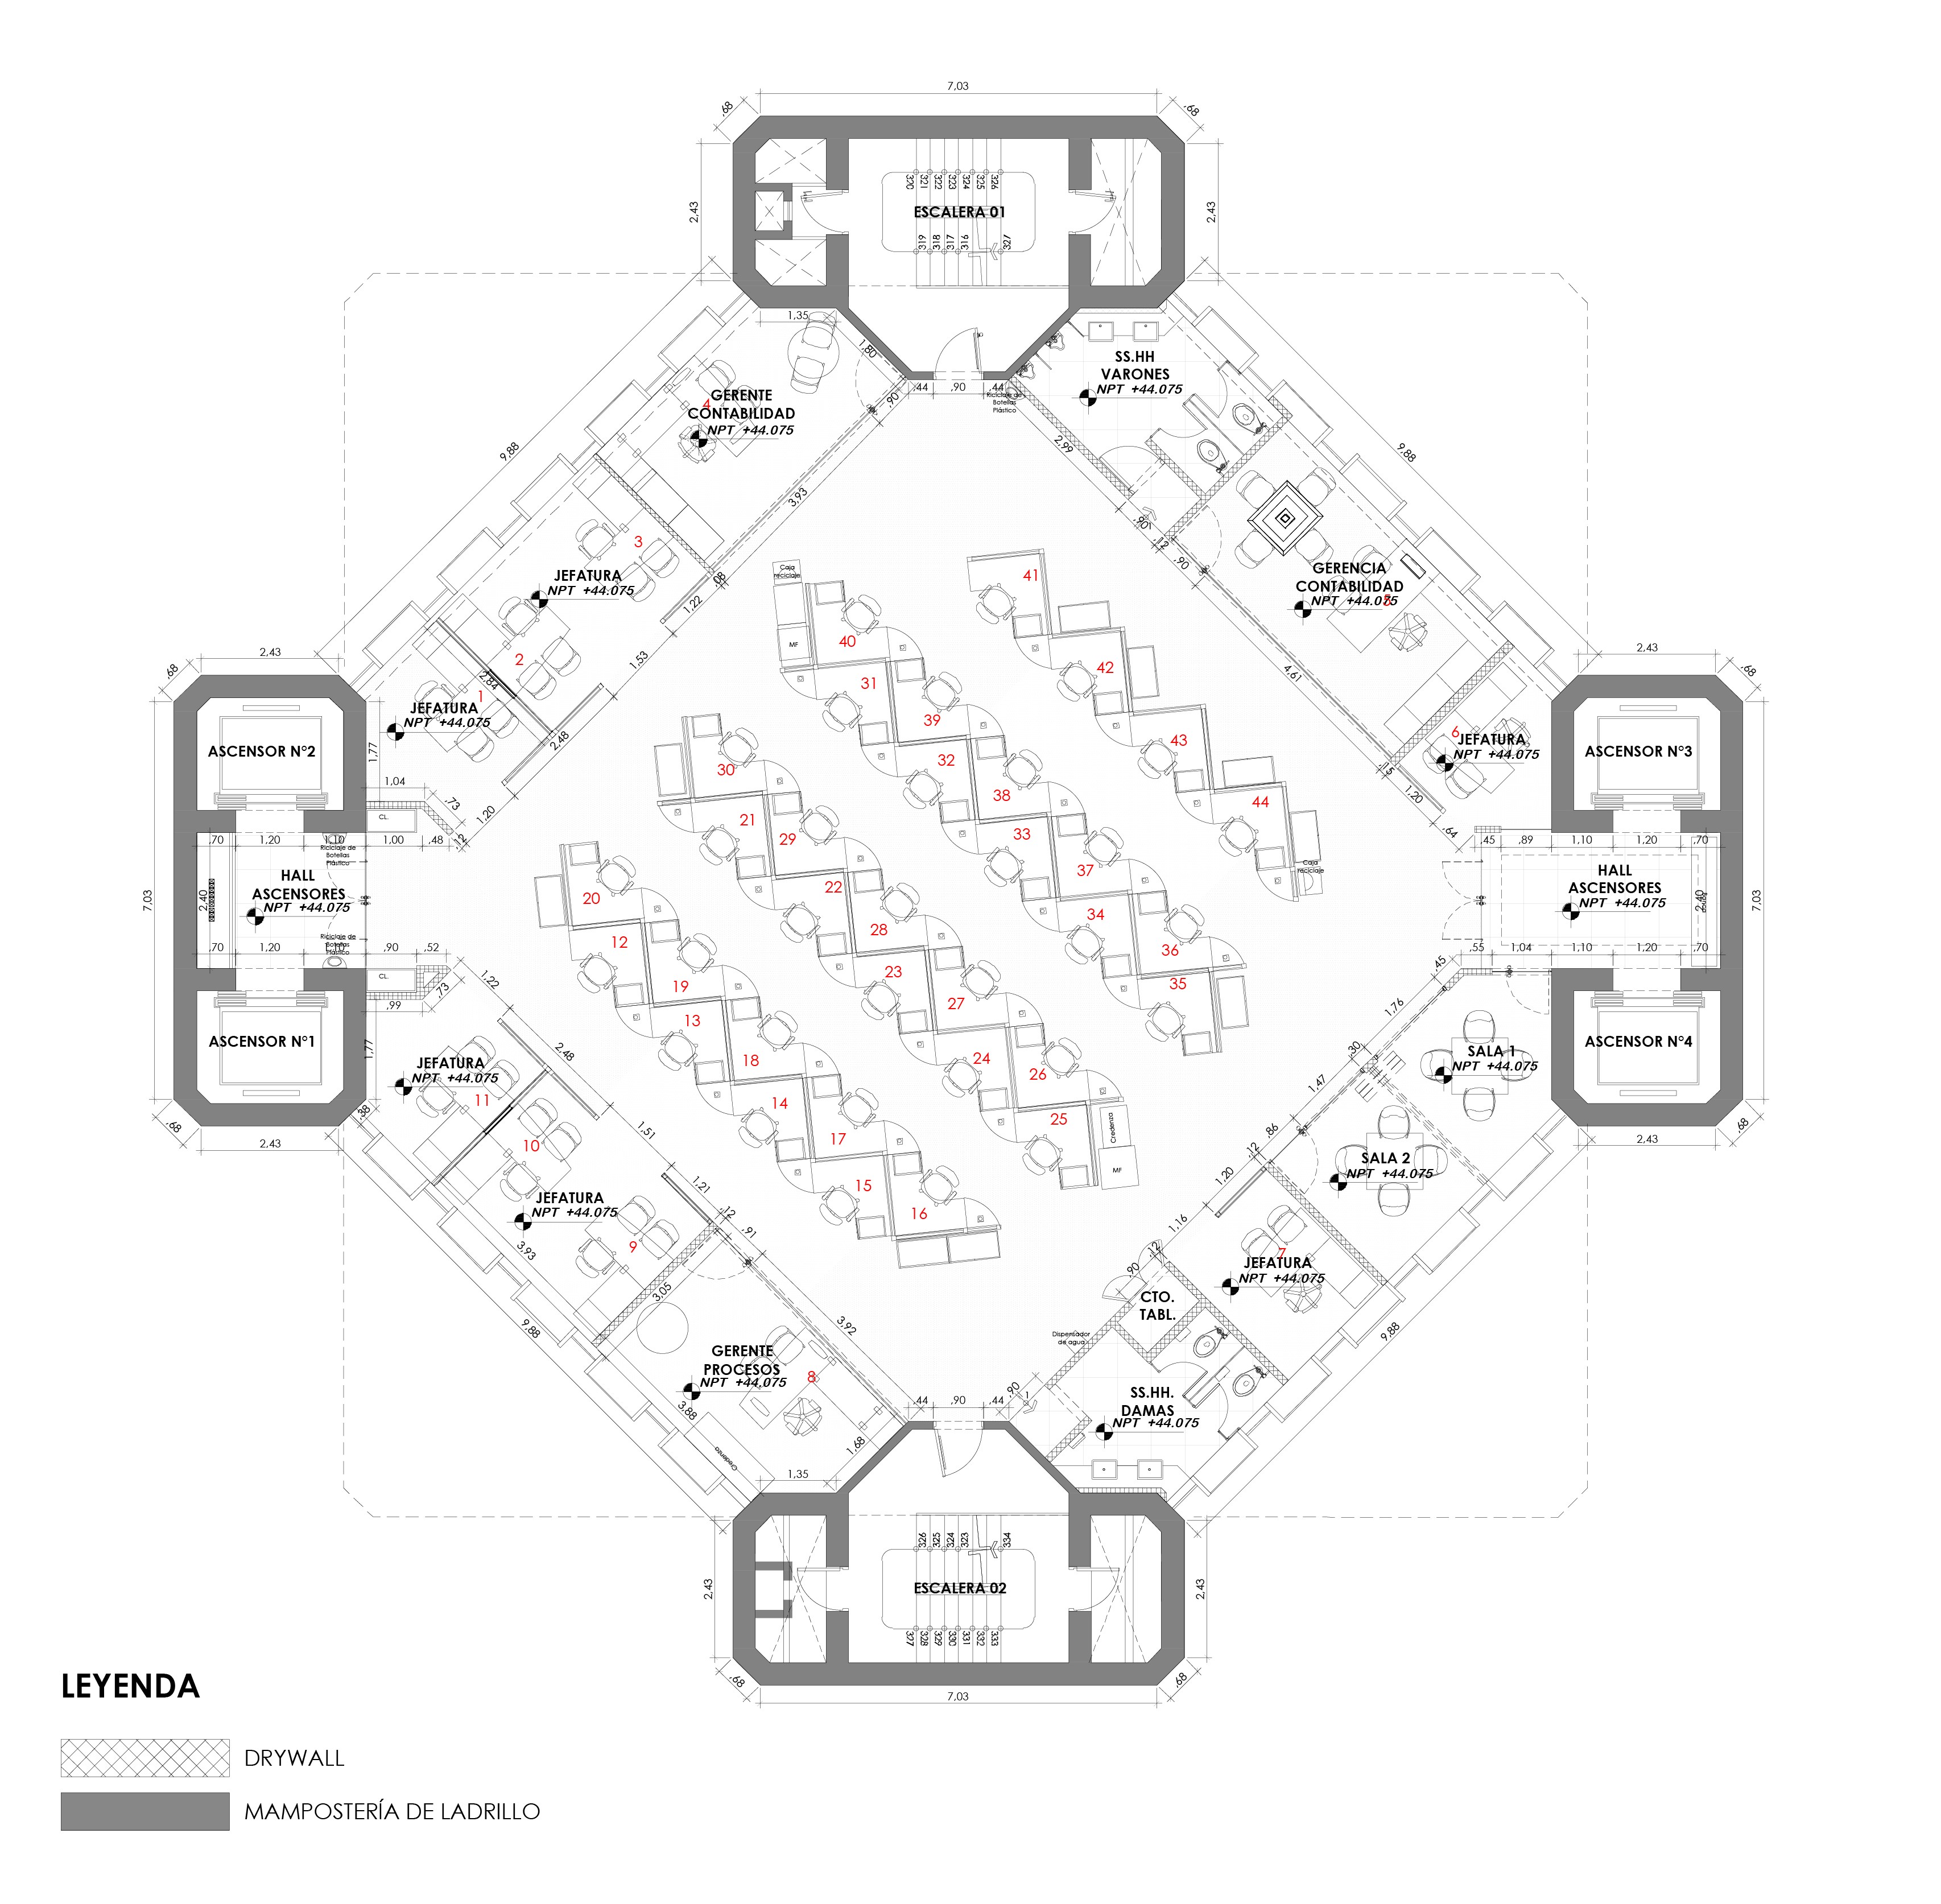 7,03
,68
,68
2,43
2,43
320
321
322
323
324
325
326
ESCALERA 01
319
318
317
316
327
1,35
1,80
,44
,90
,44
,90
Riciclaje de
Botellas
Plástico
SS.HH
VARONES
NPT +44.075
GERENTE
CONTABILIDAD
NPT +44.075
4
9,88
9,88
2,99
3,93
,90
1
,12
,90
3
JEFATURA
NPT +44.075
,08
1,22
GERENCIA
CONTABILIDAD
NPT +44.075
5
Caja
reciclaje
MF
41
40
2
2,84
1
1,53
JEFATURA
NPT +44.075
2,48
31
42
4,61
2,43
,68
2,43
,68
39
6
JEFATURA
NPT +44.075
ASCENSOR N°2
1,77
43
ASCENSOR N°3
32
30
,15
1,20
1,04
,73
1,20
38
44
CL.
,12
21
33
29
,64
,70
1,20
1,10
1,00
,48
,45
,89
1,10
1,20
,70
Riciclaje de
Botellas
Plástico
Caja
reciclaje
37
HALL
ASCENSORES
NPT +44.075
2,40
7,03
HALL
ASCENSORES
NPT +44.075
2,40
7,03
22
20
34
28
12
36
Riciclaje de
Botellas
Plástico
,70
1,20
1,10
,90
,52
,55
1,04
1,10
1,20
,70
CL.
,73
,99
1,22
,45
23
35
19
27
1,76
13
ASCENSOR N°1
1,77
2,48
ASCENSOR N°4
JEFATURA
NPT +44.075
11
18
24
26
,30
SALA 1
NPT +44.075
1,47
,38
14
25
Credenza
MF
,68
2,43
2,43
,68
10
1,51
17
,86
,12
SALA 2
NPT +44.075
1,21
15
16
1,20
JEFATURA
NPT +44.075
,12
,91
1,16
9
3,93
,12
7
JEFATURA
NPT +44.075
,90
3,05
CTO.
TABL.
9,88
3,92
Dispensador
de agua
9,88
GERENTE
PROCESOS
NPT +44.075
8
3,88
,44
,90
,44
,90
1
SS.HH.
DAMAS
NPT +44.075
Credenza
1,68
1,35
326
325
324
323
334
2,43
ESCALERA 02
2,43
327
328
329
330
331
332
333
,68
,68
7,03
LEYENDA
DRYWALL
MAMPOSTERÍA DE LADRILLO